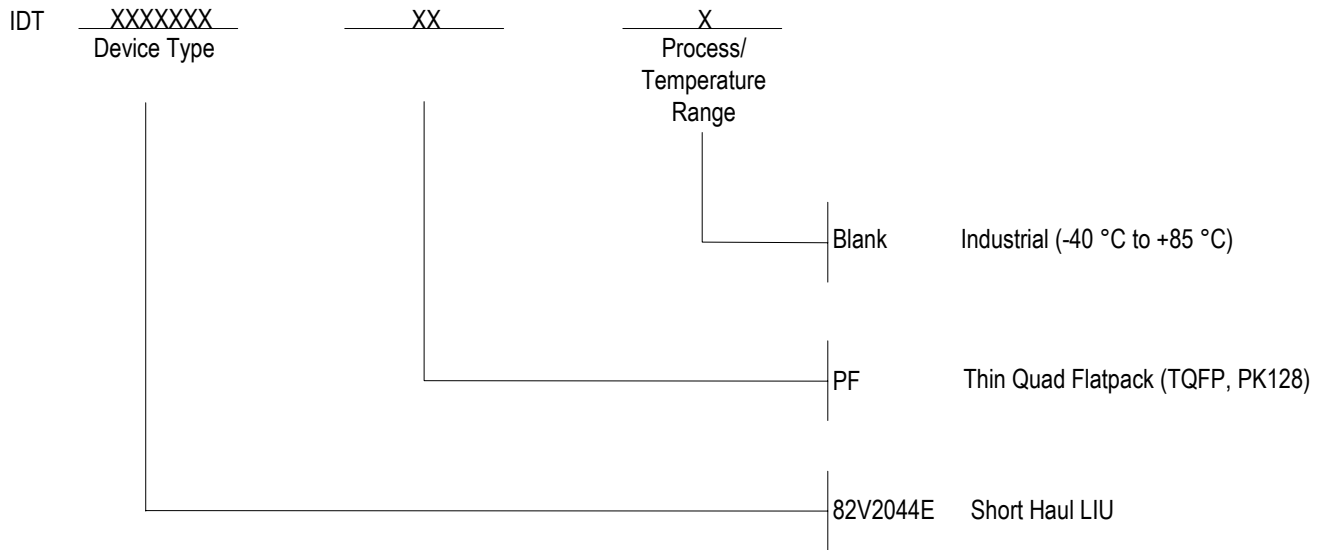 IDT XXXXXXX XX X
Device Type
Process/
Temperature
Range
Blank Industrial (-40 °C to +85 °C)
PF Thin Quad Flatpack (TQFP, PK128)
82V2044E Short Haul LIU